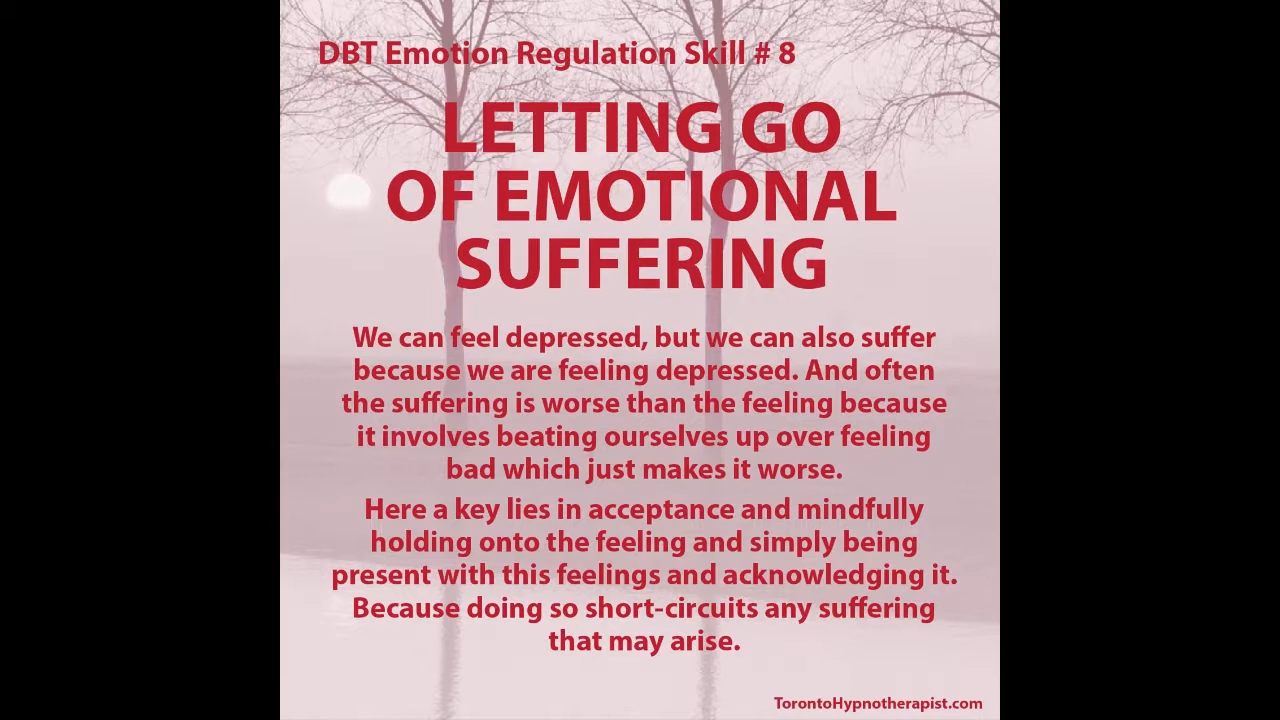 DBT Emotion Regulation Skill # 8
LETTING GO
OF EMOTIONAL
SUFFERING
We can feel depressed, but we can also suffer
because we are feeling depressed. And often
the suffering is worse than the feeling because
it involves beating ourselves up over feeling
bad which just makes it worse.
Here a key lies in acceptance and mindfully
holding onto the feeling and simply being
present with this feelings and acknowledging it.
Because doing so short-circuits any suffering
that may arise.
TorontoHypnotherapist.com